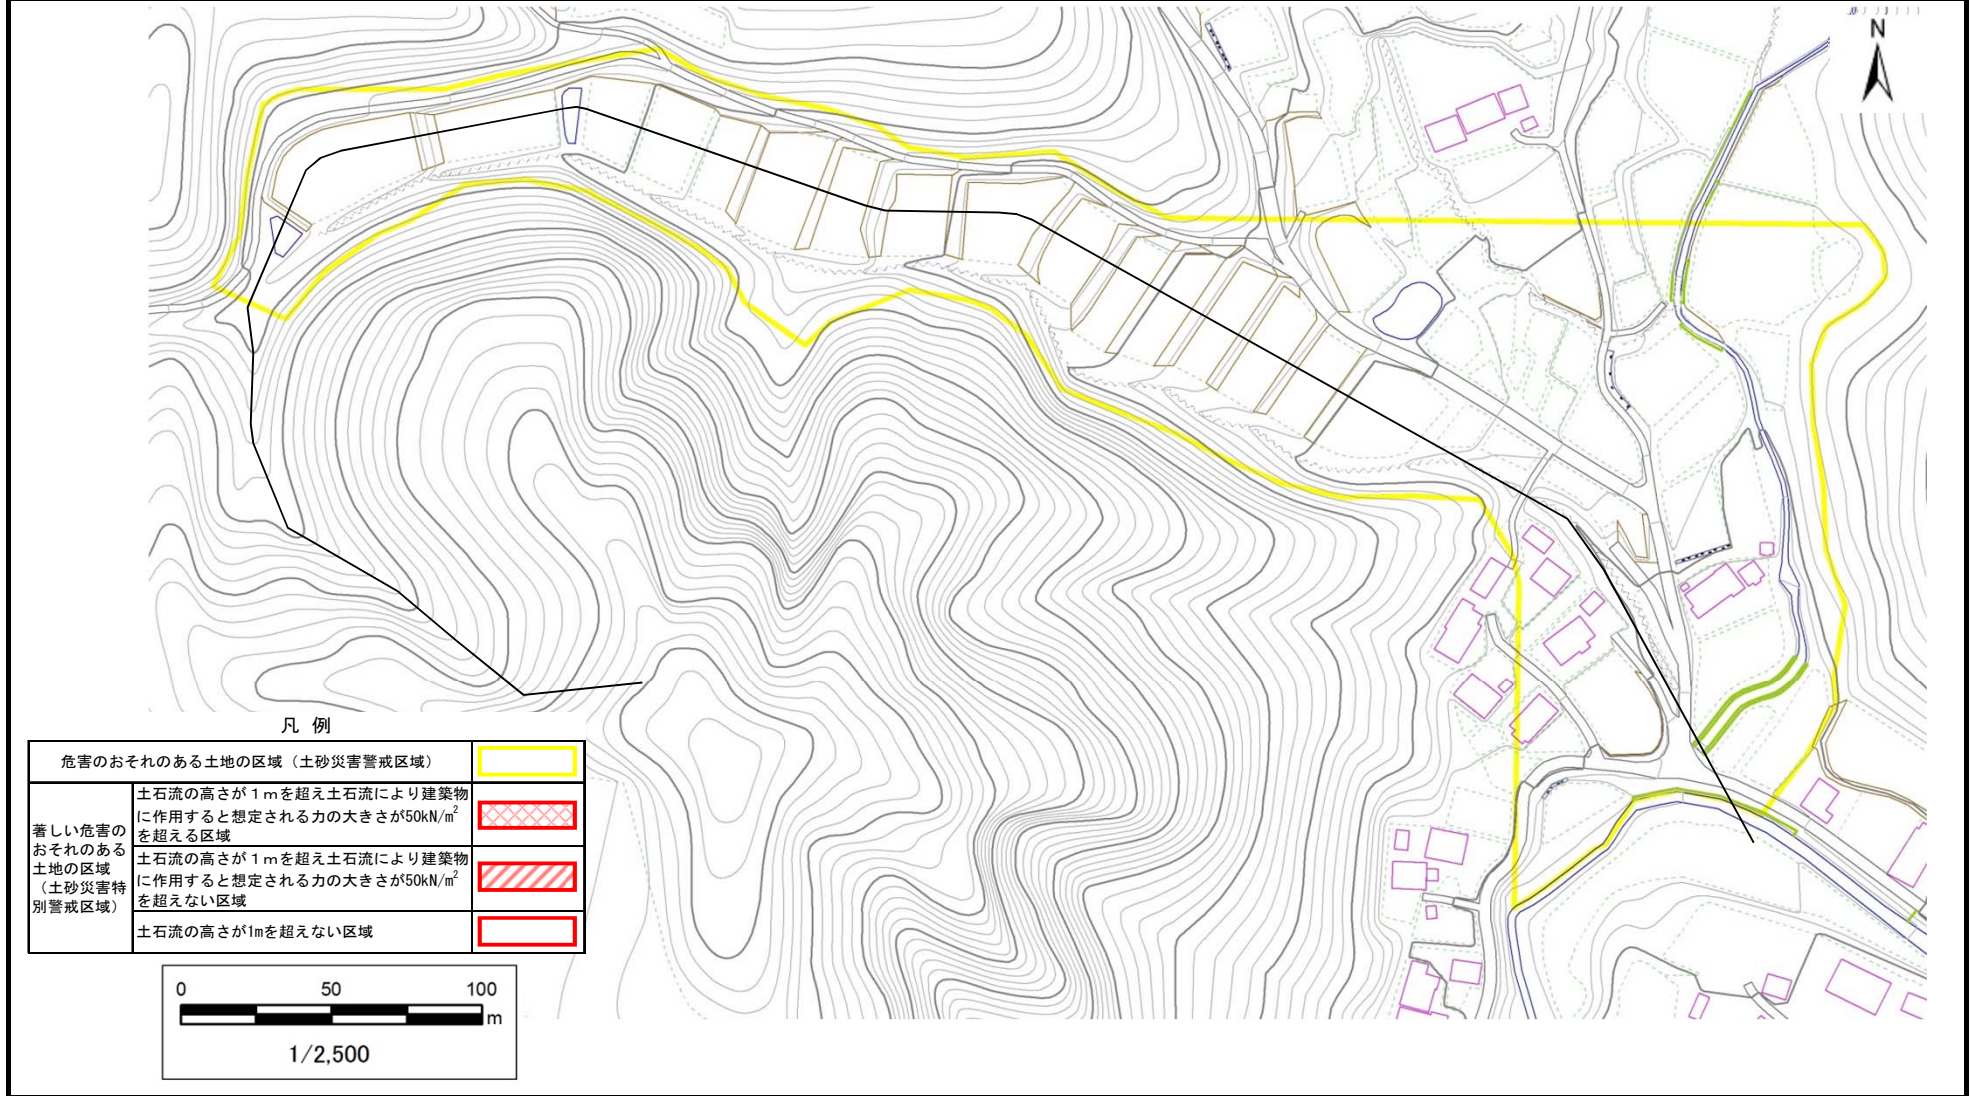 N
凡 例
危害のおそれのある土地の区域（土砂災害警戒区域）
著しい危害の
おそれのある
土地の区域
（土砂災害特
別警戒区域）
土石流の高さが１ｍを超え土石流により建築物
に作用すると想定される力の大きさが50kN/m²
を超える区域
土石流の高さが１ｍを超え土石流により建築物
に作用すると想定される力の大きさが50kN/m²
を超えない区域
土石流の高さが1mを超えない区域
0 50 100
m
1/2,500